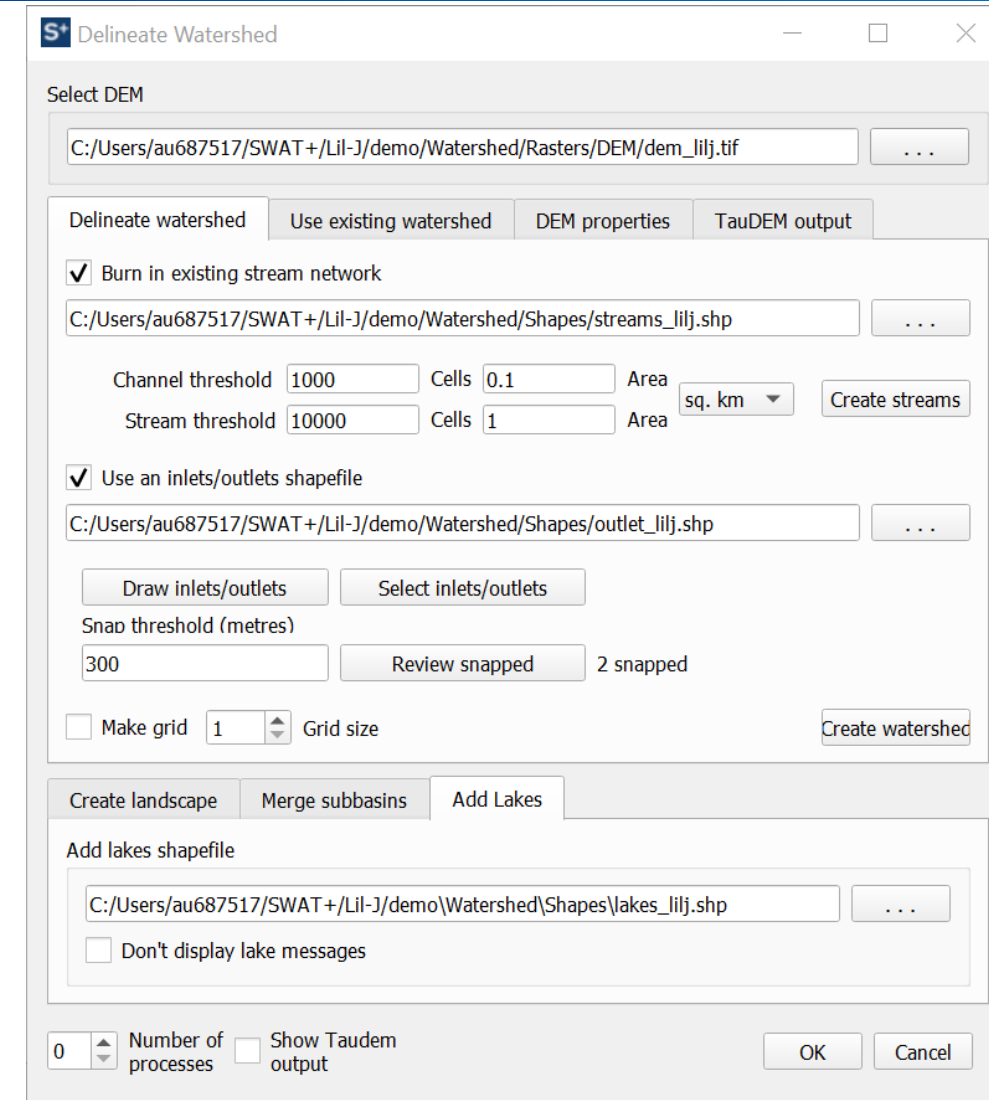 S+ Delineate Watershed
Select DEM
C:/Users/au687517/SWAT+/Lil-J/demo/Watershed/Rasters/DEM/dem_lilj.tif ...
Delineate watershed Use existing watershed DEM properties TauDEM output
Burn in existing stream network
C:/Users/au687517/SWAT+/Lil-J/demo/Watershed/Shapes/streams_lilj.shp ...
Channel threshold 1000 Cells 0.1 Area
sq. km Create streams
Stream threshold 10000 Cells 1 Area
Use an inlets/outlets shapefile
C:/Users/au687517/SWAT+/Lil-J/demo/Watershed/Shapes/outlet_lilj.shp ...
Draw inlets/outlets Select inlets/outlets
Snap threshold (metres)
300 Review snapped 2 snapped
Make grid 1 Grid size Create watershed
Create landscape Merge subbasins Add Lakes
Add lakes shapefile
C:/Users/au687517/SWAT+/Lil-J/demo\Watershed\Shapes\lakes_lilj.shp ...
Don't display lake messages
0 Number of processes Show Taudem output OK Cancel